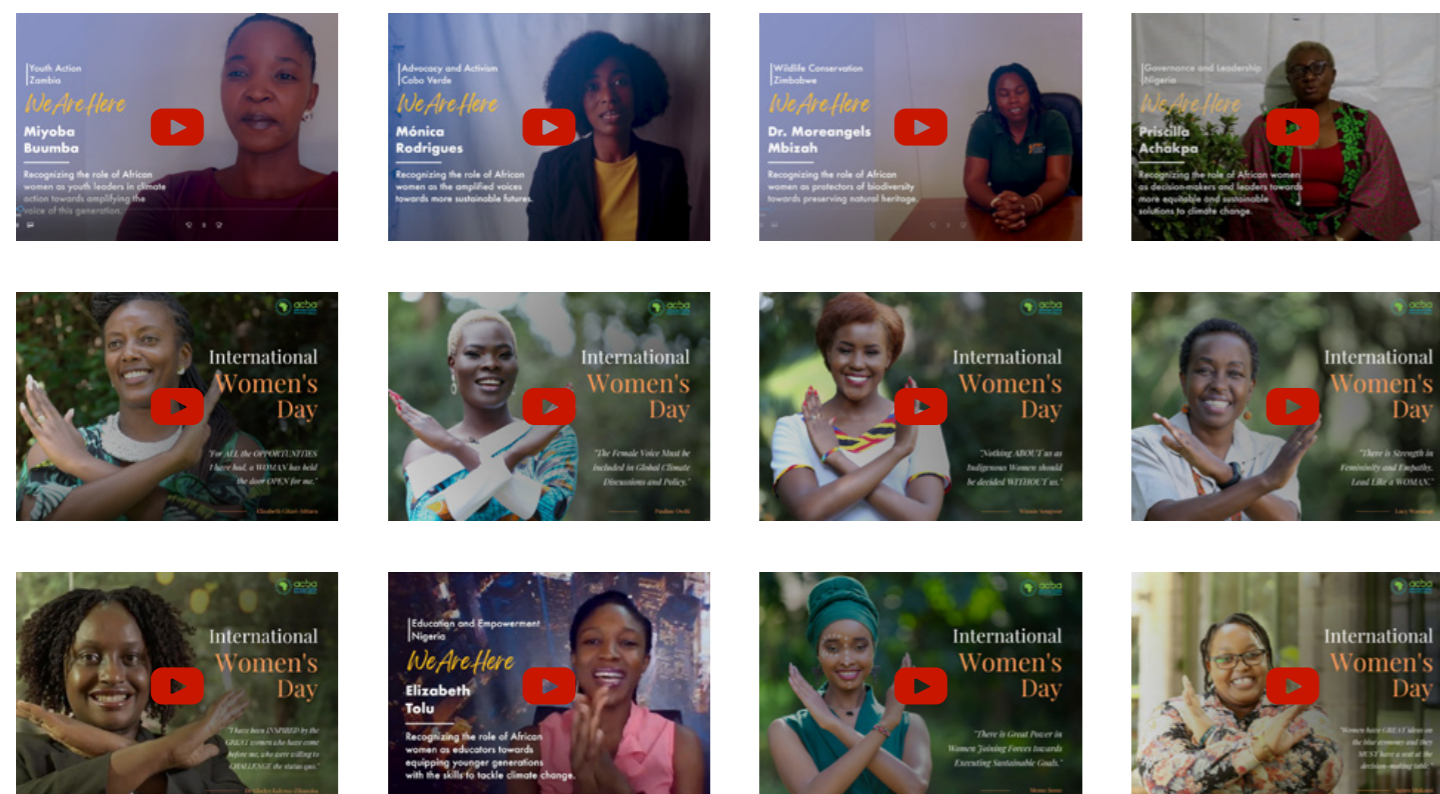 Youth Action
Zambia
We Are Here
Miyoba
Buumba
Recognizing the role of African
women as youth leaders in climate
action towards amplifying the
voice of this generation.
Advocacy and Activism
Cabo Verde
We Are Here
Mónica
Rodrigues
Recognizing the role of African
women as the amplified voices
towards more sustainable futures.
Wildlife Conservation
Zimbabwe
We Are Here
Dr. Moreangels
Mbizah
Recognizing the role of African
women as protectors of biodiversity
towards preserving natural heritage.
Governance and Leadership
Nigeria
We Are Here
Priscilla
Achakpa
Recognizing the role of African women
as decision-makers and leaders towards
more equitable and sustainable
solutions to climate change.
acba
International
Women's
Day
"For ALL the OPPORTUNITIES
I have had, a WOMAN has held
the door OPEN for me."
acba
International
Women's
Day
"The Female Voice Must be
included in Global Climate
Discussions and Policy."
acba
International
Women's
Day
"Nothing ABOUT us as
Indigenous Women should
be decided WITHOUT us."
acba
International
Women's
Day
"There is Strength in
Femininity and Empathy.
Lead Like a WOMAN."
acba
International
Women's
Day
"I have been INSPIRED by the
GREAT women who have come
before me, who were willing to
CHALLENGE the status quo."
Education and Empowerment
Nigeria
We Are Here
Elizabeth
Tolu
Recognizing the role of African
women as educators towards
equipping younger generations
with the skills to tackle climate change.
acba
International
Women's
Day
"There is Great Power in
Women Joining Forces towards
Executing Sustainable Goals."
acba
International
Women's
Day
"Women have GREAT ideas on
the blue economy and they
MUST have a seat at the
decision-making table."